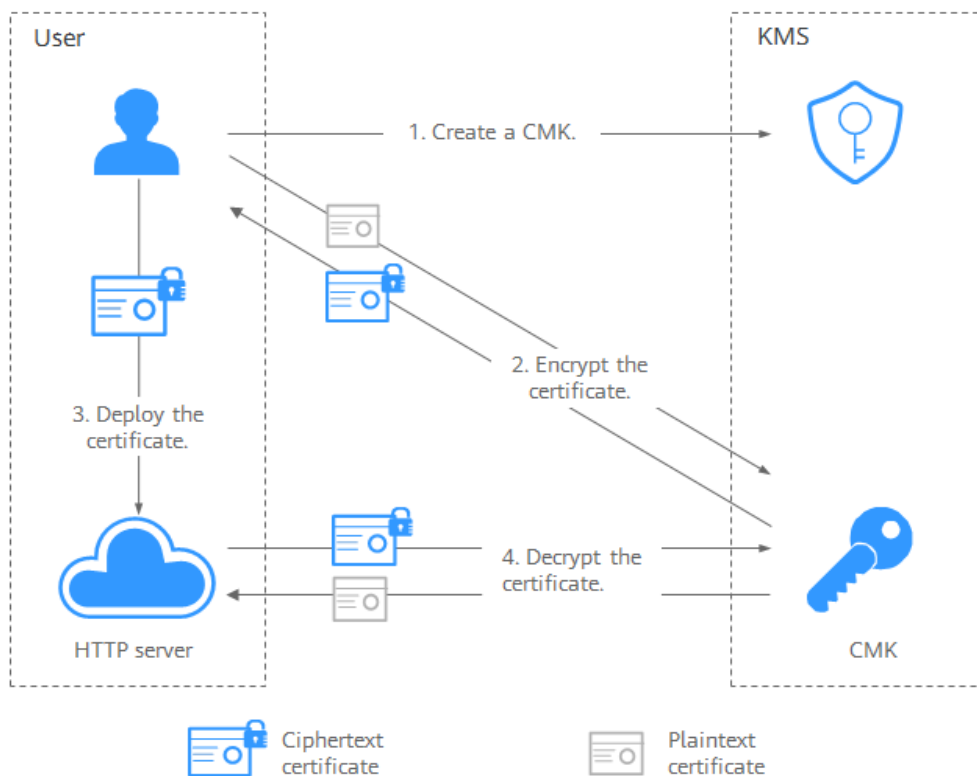 User
KMS
1. Create a CMK.
2. Encrypt the
certificate.
3. Deploy the
certificate.
4. Decrypt the
certificate.
HTTP server
CMK
Ciphertext
certificate
Plaintext
certificate